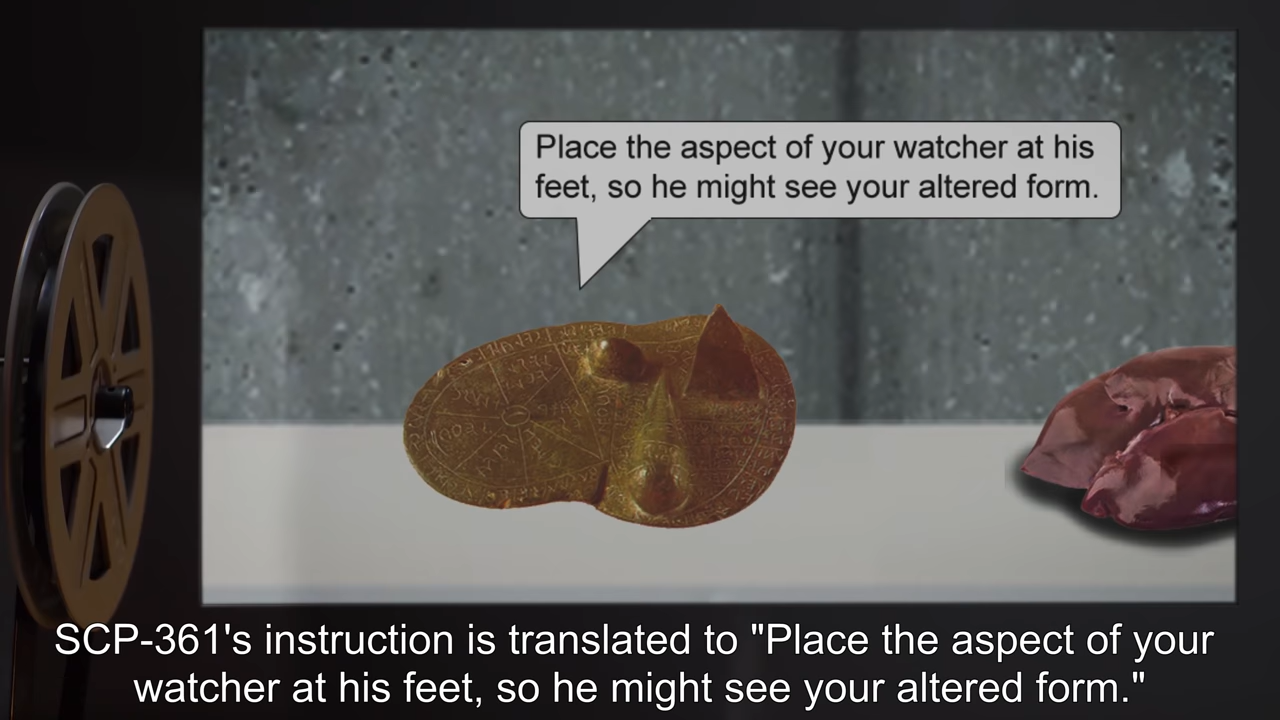 Place the aspect of your watcher at his
feet, so he might see your altered form.
SCP-361's instruction is translated to "Place the aspect of your
watcher at his feet, so he might see your altered form."